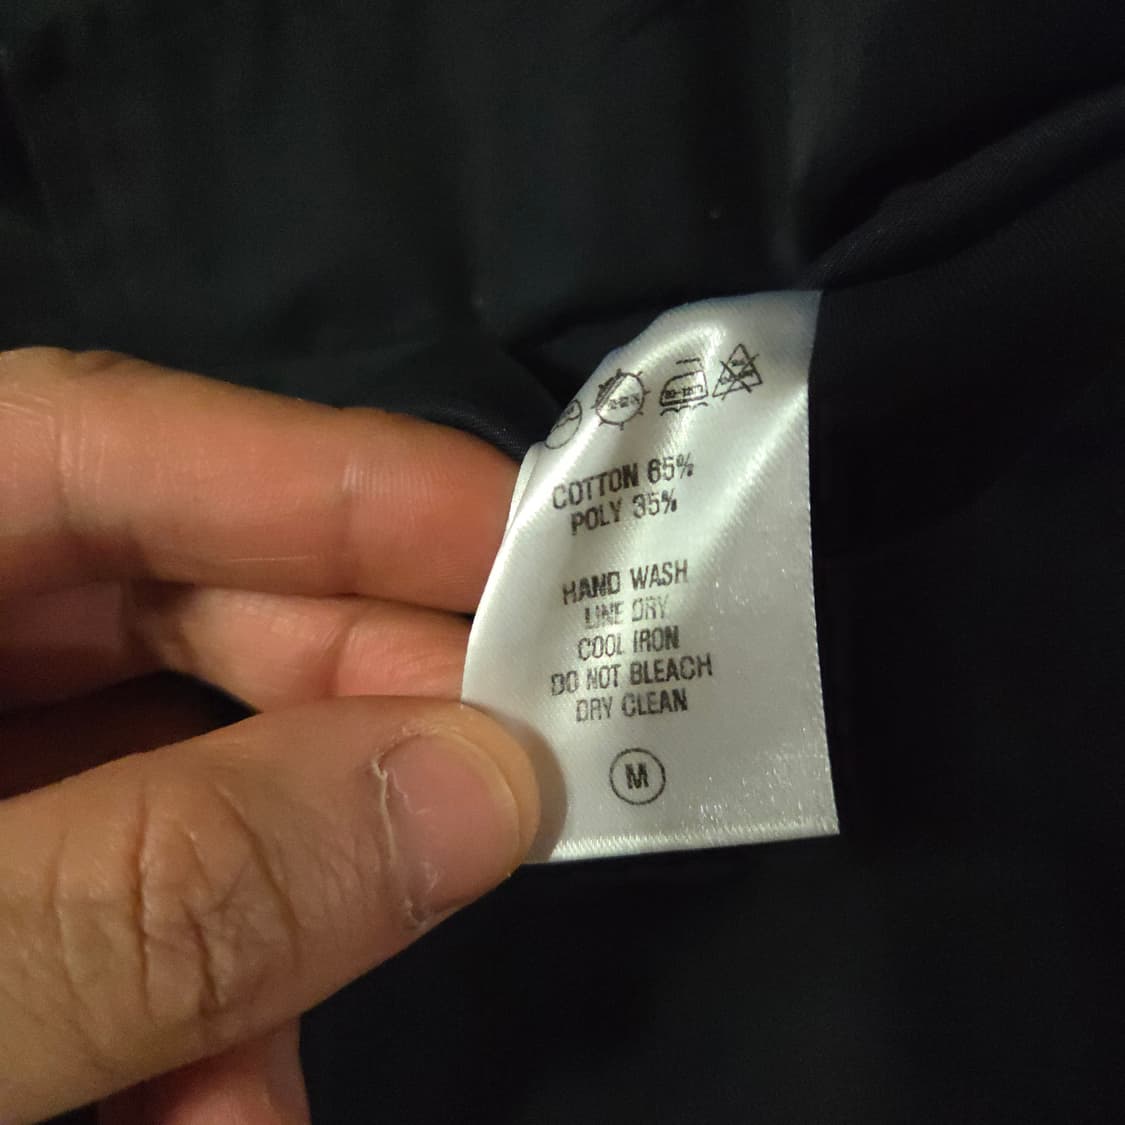 COTTON 65%
POLY 35%
HAND WASH
LINE DRY
COOL IRON
DO NOT BLEACH
DRY CLEAN
M